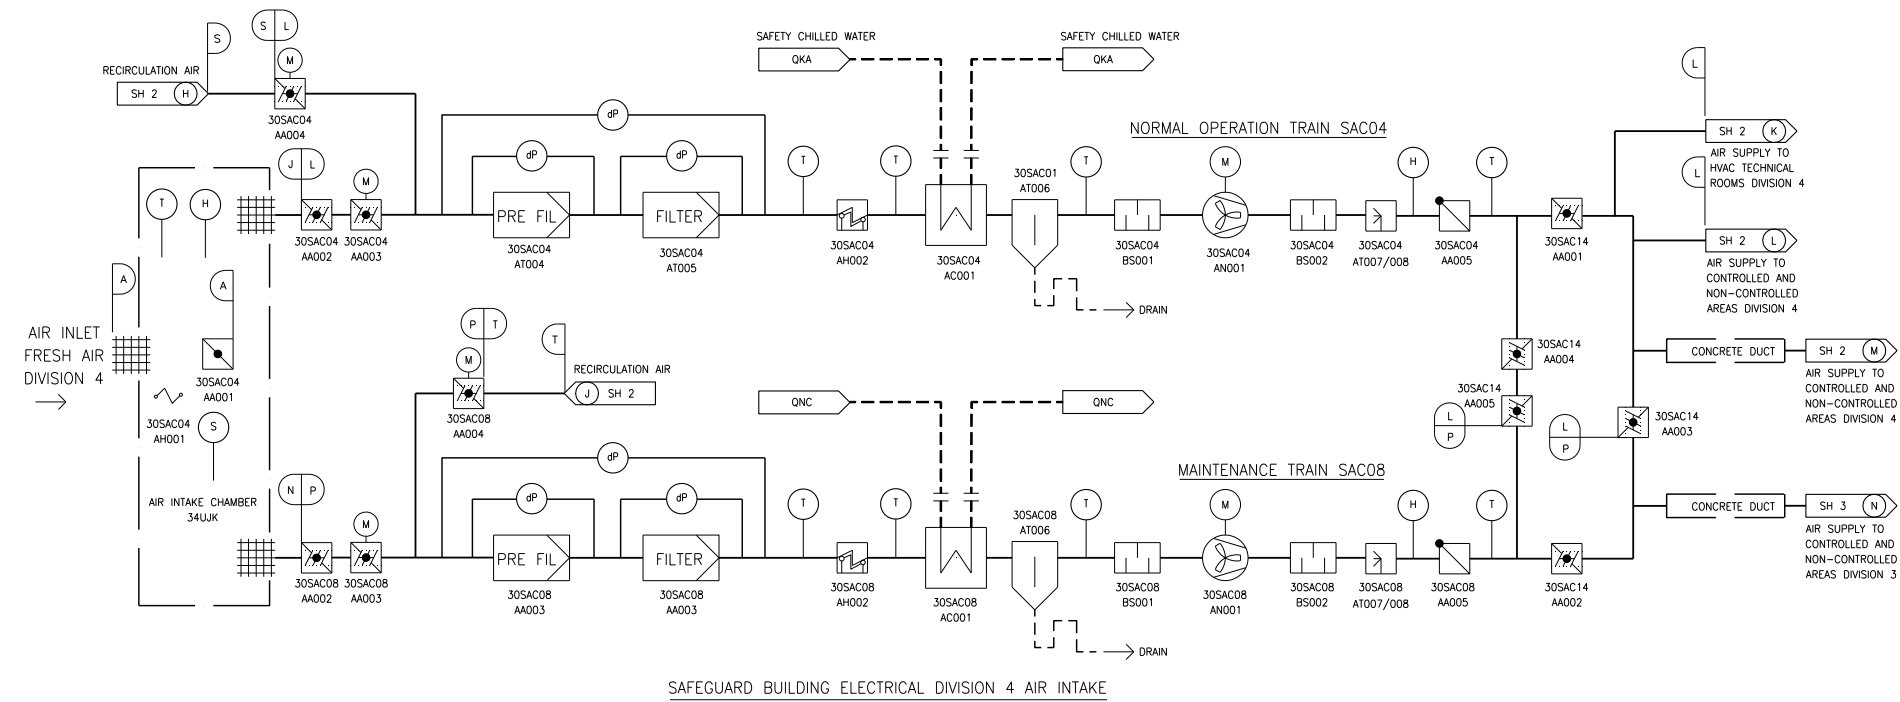 S
S L
M
RECIRCULATION AIR
SH 2 H
30SAC04
AA004
SAFETY CHILLED WATER
QKA
SAFETY CHILLED WATER
QKA
dP
dP
dP
NORMAL OPERATION TRAIN SAC04
L
SH 2 K
AIR SUPPLY TO
HVAC TECHNICAL
ROOMS DIVISION 4
L
SH 2 L
AIR SUPPLY TO
CONTROLLED AND
NON-CONTROLLED
AREAS DIVISION 4
T
H
J L
M
30SAC04
AA002
30SAC04
AA003
PRE FIL
30SAC04
AT004
FILTER
30SAC04
AT005
T
30SAC04
AH002
T
30SAC04
AC001
30SAC01
AT006
DRAIN
T
30SAC04
BS001
M
30SAC04
AN001
30SAC04
BS002
30SAC04
AT007/008
H
30SAC04
AA005
T
30SAC14
AA001
A
A
AIR INLET
FRESH AIR
DIVISION 4
30SAC04
AA001
30SAC04
AH001
S
AIR INTAKE CHAMBER
34UJK
P T
M
T
RECIRCULATION AIR
J SH 2
30SAC08
AA004
QNC
QNC
30SAC14
AA004
30SAC14
AA005
L
P
L
P
30SAC14
AA003
CONCRETE DUCT
SH 2 M
AIR SUPPLY TO
CONTROLLED AND
NON-CONTROLLED
AREAS DIVISION 4
dP
dP
dP
MAINTENANCE TRAIN SAC08
N P
M
30SAC08
AA002
30SAC08
AA003
PRE FIL
30SAC08
AA003
FILTER
30SAC08
AA003
T
30SAC08
AH002
T
30SAC08
AC001
30SAC08
AT006
DRAIN
T
30SAC08
BS001
M
30SAC08
AN001
30SAC08
BS002
30SAC08
AT007/008
H
30SAC08
AA005
T
30SAC14
AA002
CONCRETE DUCT
SH 3 N
AIR SUPPLY TO
CONTROLLED AND
NON-CONTROLLED
AREAS DIVISION 3
SAFEGUARD BUILDING ELECTRICAL DIVISION 4 AIR INTAKE